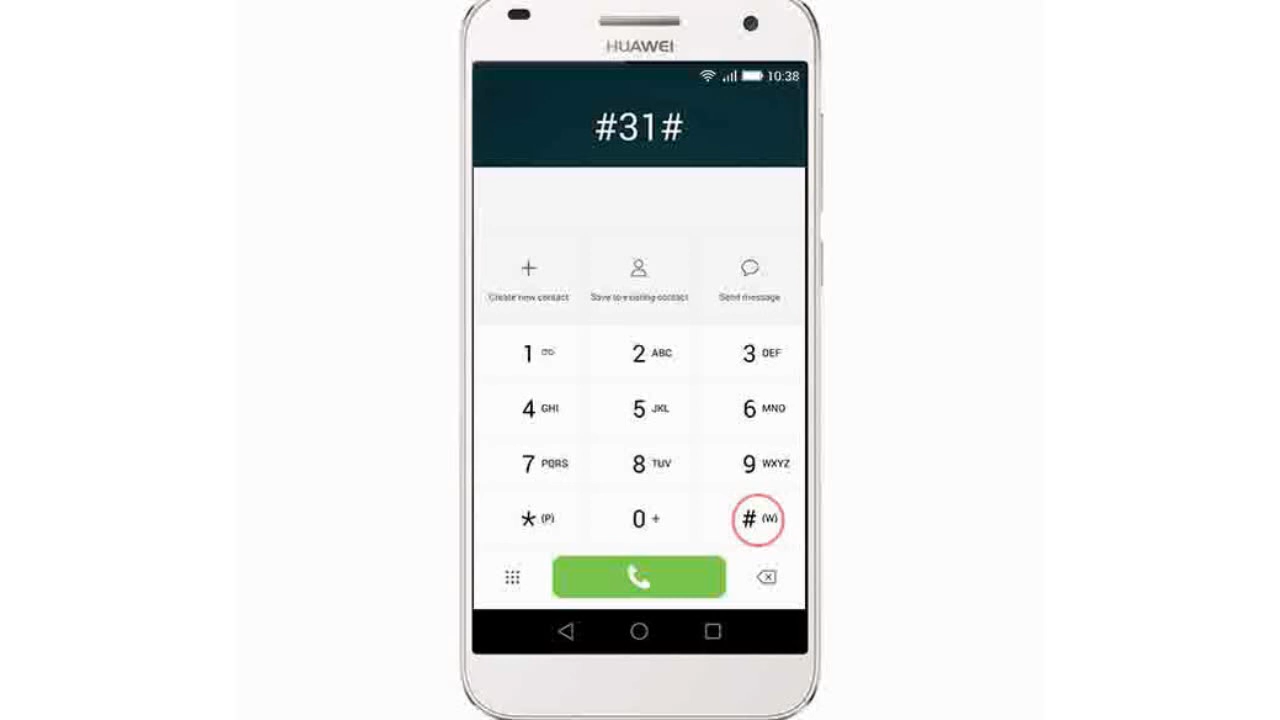 HUAWEI
10:38
#31#
Create new contact Save to existing contact Send message
1 2 ABC 3 DEF
4 GHI 5 JKL 6 MNO
7 PQRS 8 TUV 9 WXYZ
* (P) 0 + # (W)